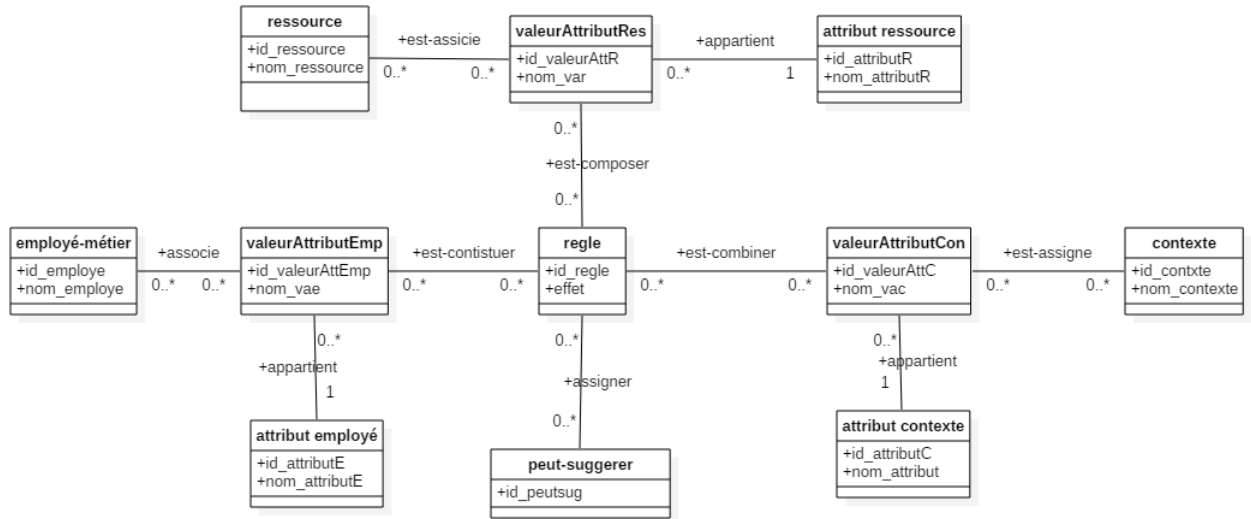 ressource
+id_ressource
+nom_ressource
+est-assicie
0..*
0..*
valeurAttributRes
+id_valeurAttR
+nom_var
+appartient
0..*
1
attribut ressource
+id_attributR
+nom_attributR
0..*
+est-composer
0..*
employé-métier
+id_employe
+nom_employe
+associe
0..*
0..*
valeurAttributEmp
+id_valeurAttEmp
+nom_vae
+est-contistuer
0..*
0..*
regle
+id_regle
+effet
+est-combiner
0..*
0..*
valeurAttributCon
+id_valeurAttC
+nom_vac
+est-assigne
0..*
0..*
contexte
+id_contxte
+nom_contexte
0..*
+appartient
1
0..*
+assigner
0..*
0..*
+appartient
1
attribut employé
+id_attributE
+nom_attributE
peut-suggerer
+id_peutsug
attribut contexte
+id_attributC
+nom_attribut